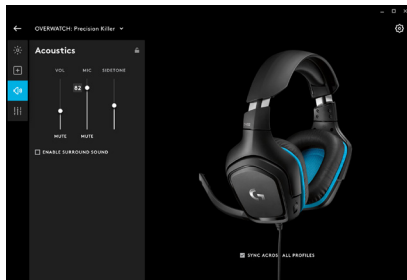 OVERWATCH: Precision Killer
Acoustics
VOL MIC SIDETONE
82
MUTE MUTE
ENABLE SURROUND SOUND
G
SYNC ACROSS ALL PROFILES